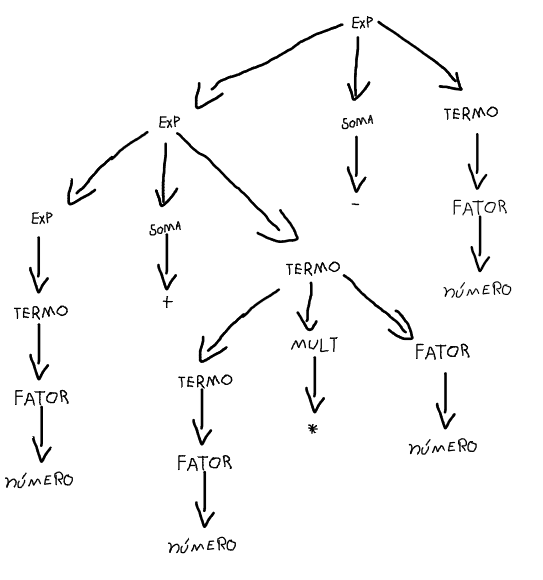 EXP
EXP SOMA TERMO
EXP SOMA - FATOR
TERMO + TERMO NÚMERO
FATOR TERMO MULT FATOR
NÚMERO FATOR * NÚMERO
NÚMERO